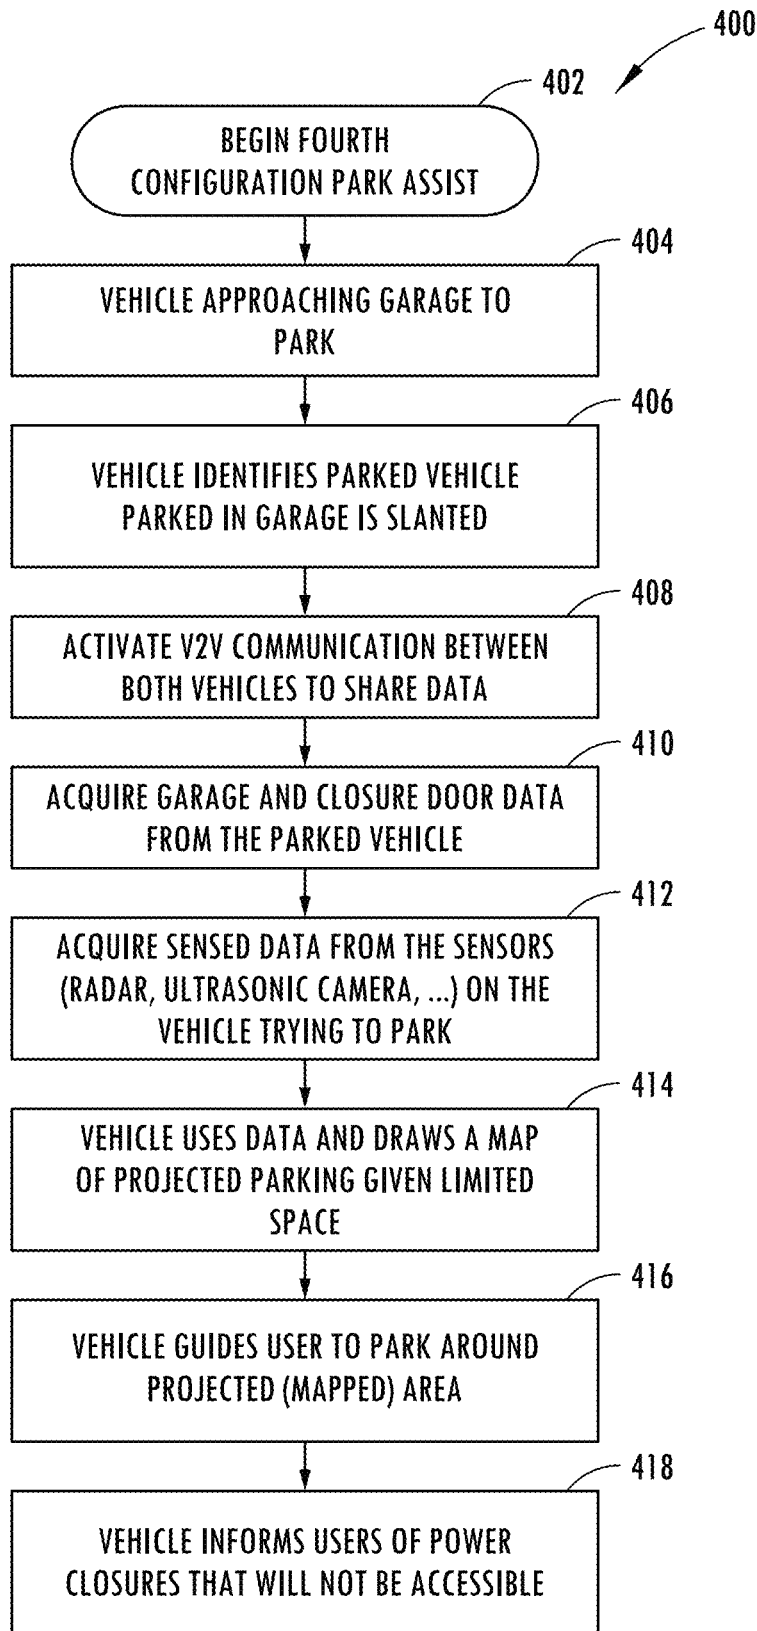 400
402
BEGIN FOURTH
CONFIGURATION PARK ASSIST
404
VEHICLE APPROACHING GARAGE TO
PARK
406
VEHICLE IDENTIFIES PARKED VEHICLE
PARKED IN GARAGE IS SLANTED
408
ACTIVATE V2V COMMUNICATION BETWEEN
BOTH VEHICLES TO SHARE DATA
410
ACQUIRE GARAGE AND CLOSURE DOOR DATA
FROM THE PARKED VEHICLE
412
ACQUIRE SENSED DATA FROM THE SENSORS
(RADAR, ULTRASONIC CAMERA, ...) ON THE
VEHICLE TRYING TO PARK
414
VEHICLE USES DATA AND DRAWS A MAP
OF PROJECTED PARKING GIVEN LIMITED
SPACE
416
VEHICLE GUIDES USER TO PARK AROUND
PROJECTED (MAPPED) AREA
418
VEHICLE INFORMS USERS OF POWER
CLOSURES THAT WILL NOT BE ACCESSIBLE